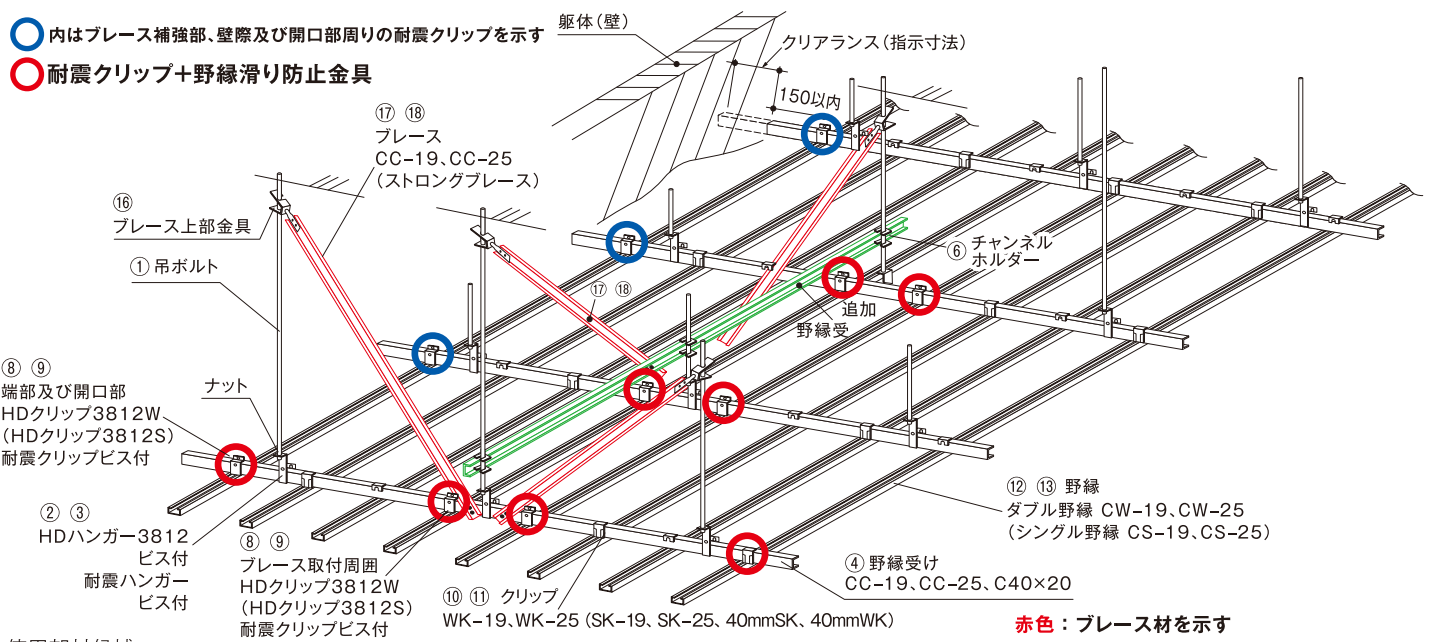 内はブレース補強部、壁際及び開口部周りの耐震クリップを示す
耐震クリップ+野縁滑り防止金具
躯体(壁)
クリアランス(指示寸法)
150以内
⑰ ⑱
ブレース
CC-19、CC-25
(ストロングブレース)
⑯
ブレース上部金具
① 吊ボルト
⑥ チャンネル
ホルダー
⑰ ⑱
追加
野縁受
⑧ ⑨
端部及び開口部
HDクリップ3812W
(HDクリップ3812S)
耐震クリップビス付
ナット
② ③
HDハンガー3812
ビス付
耐震ハンガー
ビス付
⑧ ⑨
ブレース取付周囲
HDクリップ3812W
(HDクリップ3812S)
耐震クリップビス付
⑩ ⑪ クリップ
WK-19、WK-25 (SK-19、SK-25、40mmSK、40mmWK)
⑫ ⑬ 野縁
ダブル野縁 CW-19、CW-25
(シングル野縁 CS-19、CS-25)
④ 野縁受け
CC-19、CC-25、C40×20
赤色：ブレース材を示す